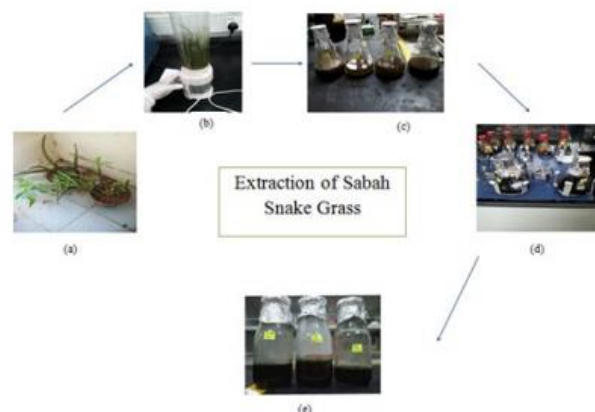 (b)
(c)
Extraction of Sabah
Snake Grass
(a)
(d)
(e)